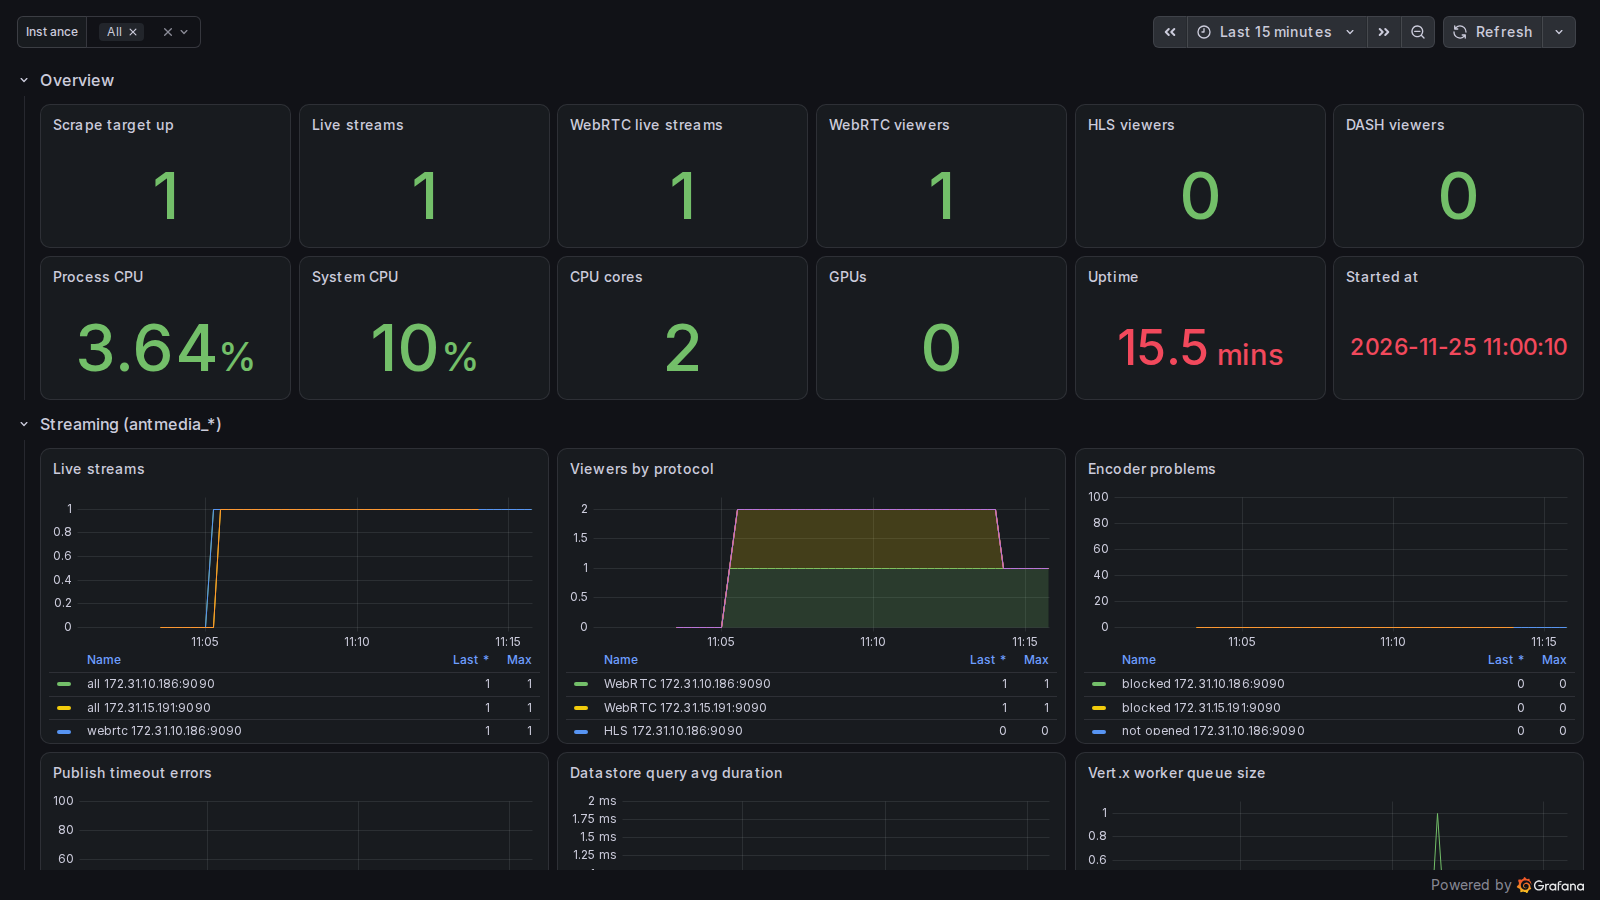 Instance All Last 15 minutes Refresh
Overview
Scrape target up Live streams WebRTC live streams WebRTC viewers HLS viewers DASH viewers
1 1 1 1 0 0
Process CPU System CPU CPU cores GPUs Uptime Started at
3.64% 10% 2 0 15.5 mins 2026-11-25 11:00:10
Streaming (antmedia_*)
Live streams
1
0.8
0.6
0.4
0.2
0
11:05 11:10 11:15
Name Last * Max
all 172.31.10.186:9090 1 1
all 172.31.15.191:9090 1 1
webrtc 172.31.10.186:9090 1 1
Viewers by protocol
2
1.5
1
0.5
0
11:05 11:10 11:15
Name Last * Max
WebRTC 172.31.10.186:9090 1 1
WebRTC 172.31.15.191:9090 1 1
HLS 172.31.10.186:9090 0 0
Encoder problems
100
80
60
40
20
0
11:05 11:10 11:15
Name Last * Max
blocked 172.31.10.186:9090 0 0
blocked 172.31.15.191:9090 0 0
not opened 172.31.10.186:9090 0 0
Publish timeout errors
100
80
60
Datastore query avg duration
2 ms
1.75 ms
1.5 ms
1.25 ms
Vert.x worker queue size
1
0.8
0.6
Powered by Grafana